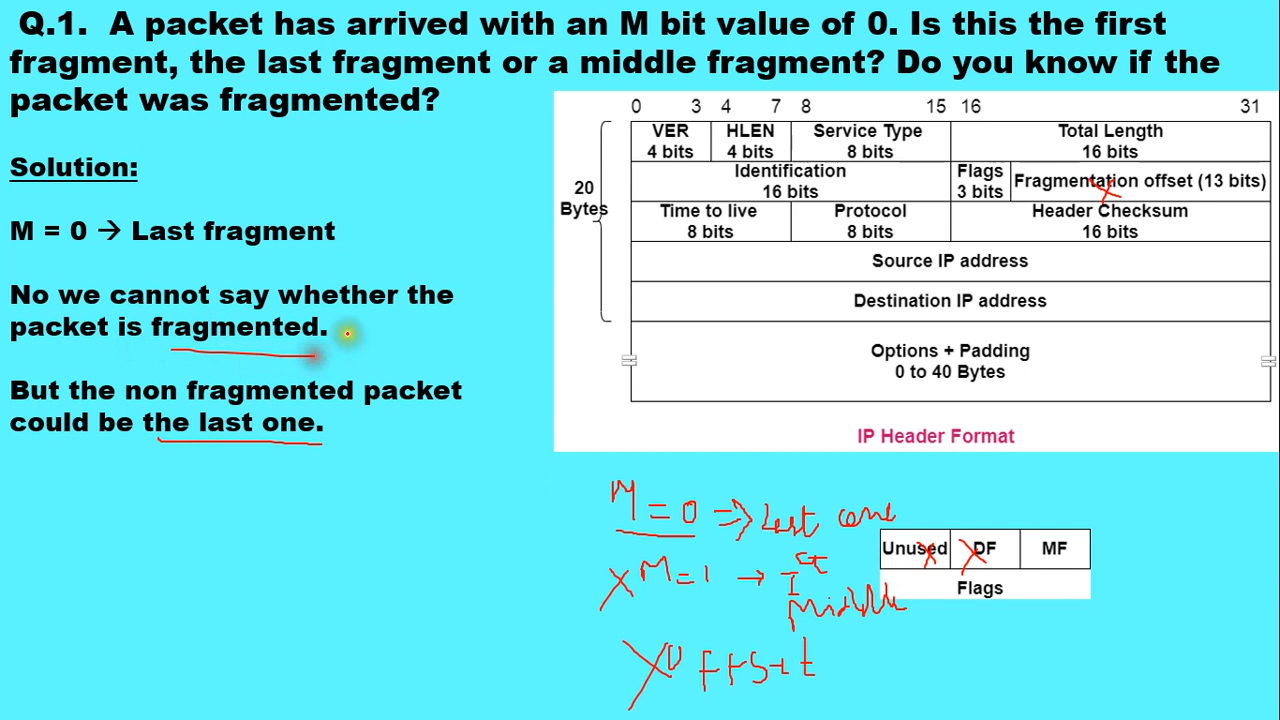 Q.1. A packet has arrived with an M bit value of 0. Is this the first
fragment, the last fragment or a middle fragment? Do you know if the
packet was fragmented?
Solution:
M = 0 → Last fragment
No we cannot say whether the
packet is fragmented.
But the non fragmented packet
could be the last one.
0 3 4 7 8 15 16 31
VER HLEN Service Type Total Length
4 bits 4 bits 8 bits 16 bits
Identification Flags Fragmentation offset (13 bits)
16 bits 3 bits
20
Bytes
Time to live Protocol Header Checksum
8 bits 8 bits 16 bits
Source IP address
Destination IP address
Options + Padding
0 to 40 Bytes
IP Header Format
M = 0 ⇒ Last one
M = 1 → I st
Middle
Offset
Unused DF MF
Flags